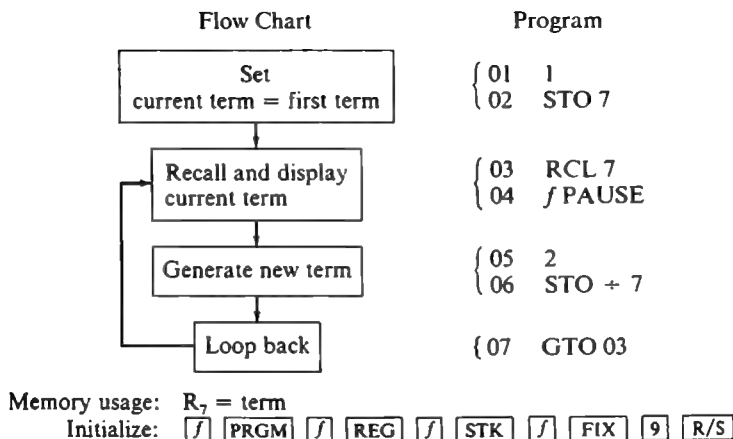 Flow Chart Program
Set
current term = first term
01 1
02 STO 7
Recall and display
current term
03 RCL 7
04 f PAUSE
Generate new term
05 2
06 STO ÷ 7
Loop back
07 GTO 03
Memory usage: R₇ = term
Initialize: f PRGM f REG f STK f FIX 9 R/S